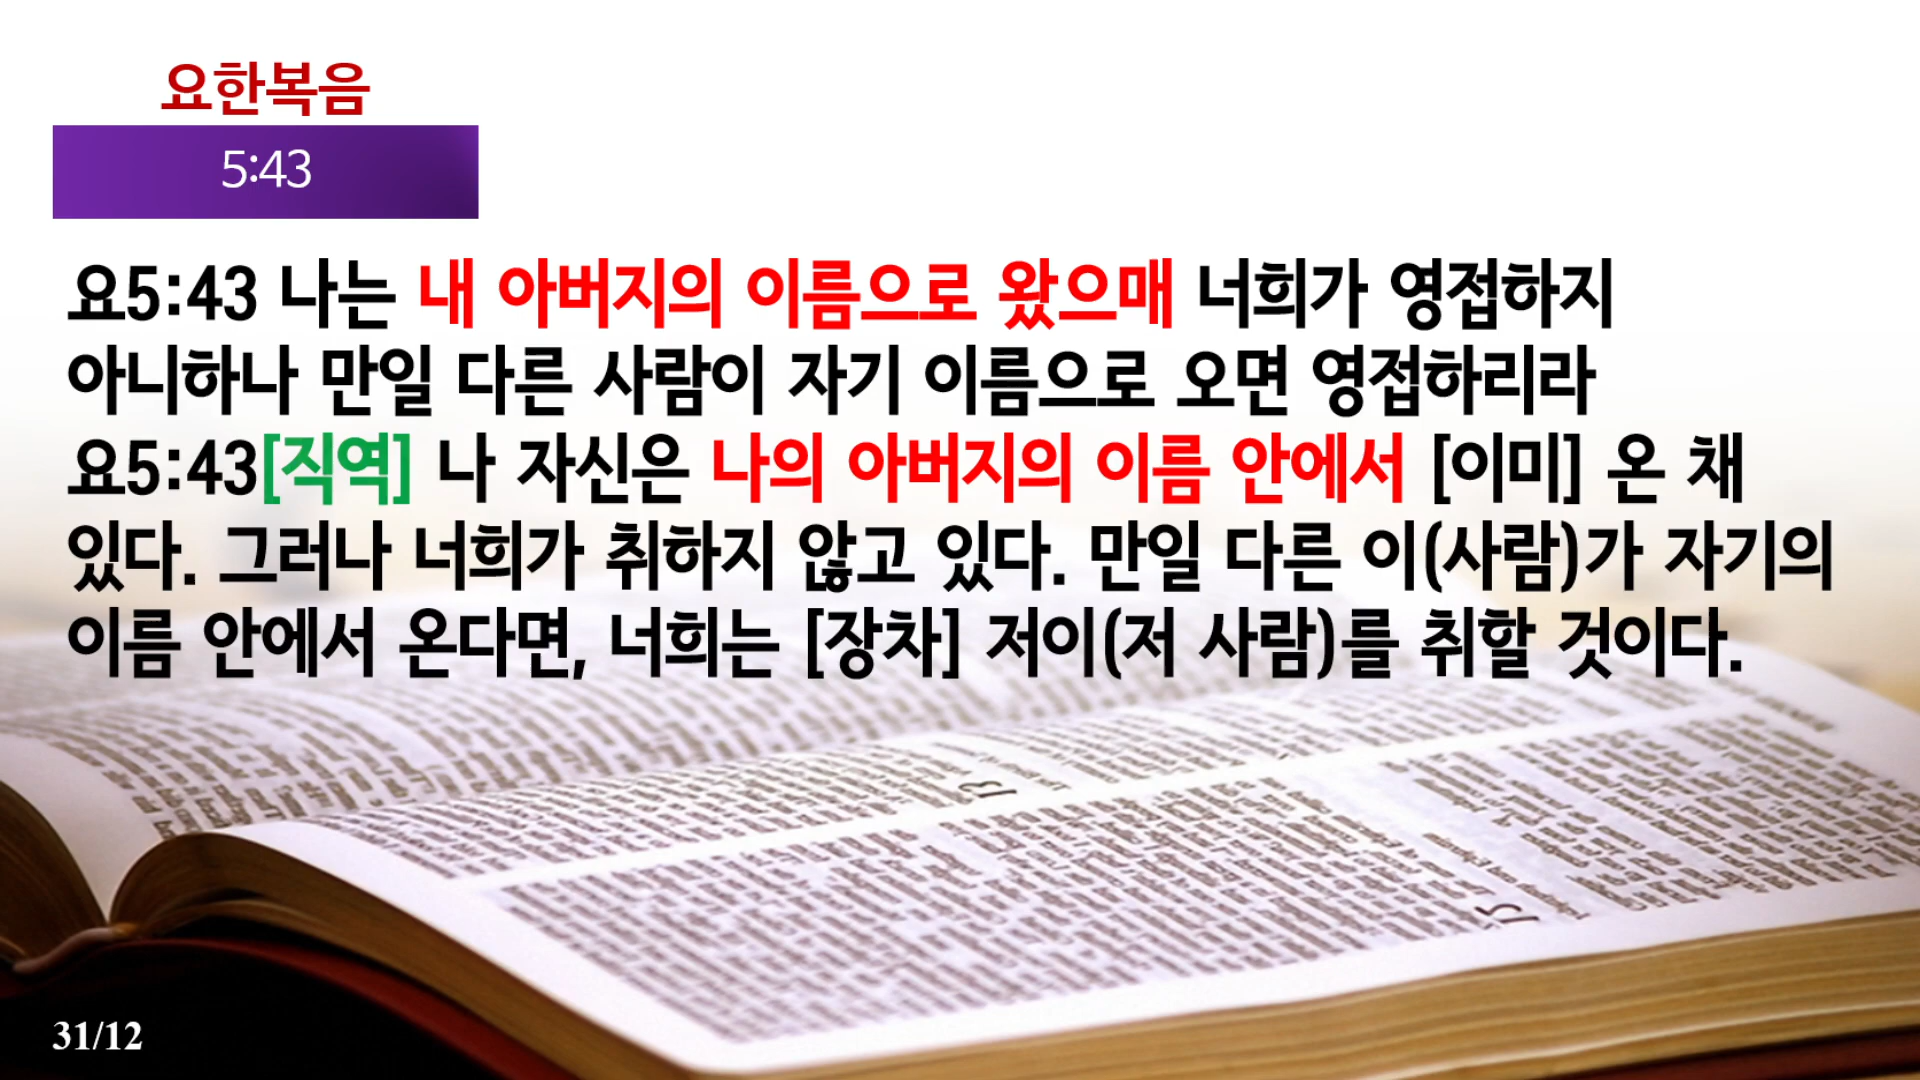 요한복음
5:43
요5:43 나는 내 아버지의 이름으로 왔으매 너희가 영접하지
아니하나 만일 다른 사람이 자기 이름으로 오면 영접하리라
요5:43[직역] 나 자신은 나의 아버지의 이름 안에서 [이미] 온 채
있다. 그러나 너희가 취하지 않고 있다. 만일 다른 이(사람)가 자기의
이름 안에서 온다면, 너희는 [장차] 저이(저 사람)를 취할 것이다.
13
15
31/12